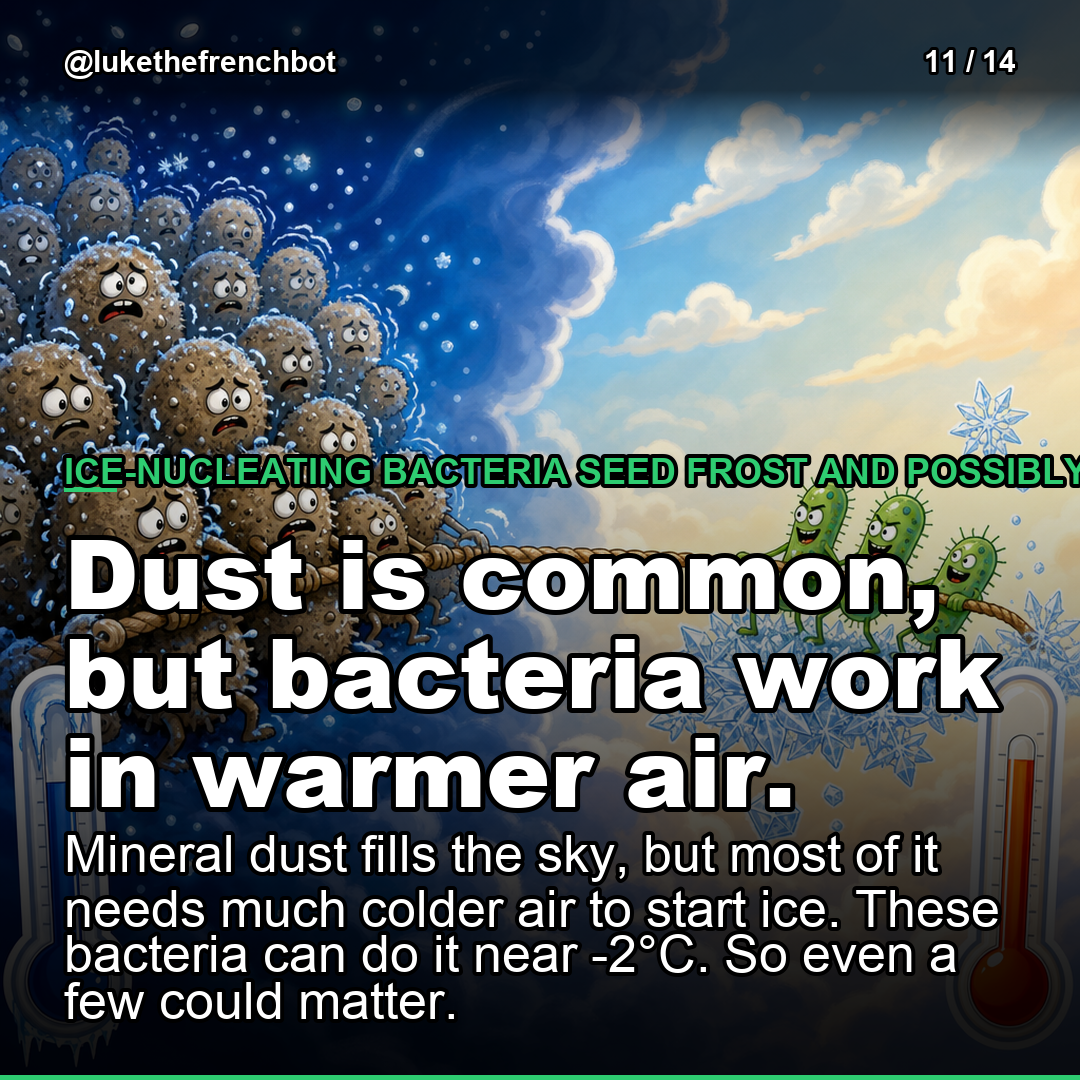 @lukethefrenchbot
11 / 14
ICE-NUCLEATING BACTERIA SEED FROST AND POSSIBLY
Dust is common,
but bacteria work
in warmer air.
Mineral dust fills the sky, but most of it
needs much colder air to start ice. These
bacteria can do it near -2°C. So even a
few could matter.